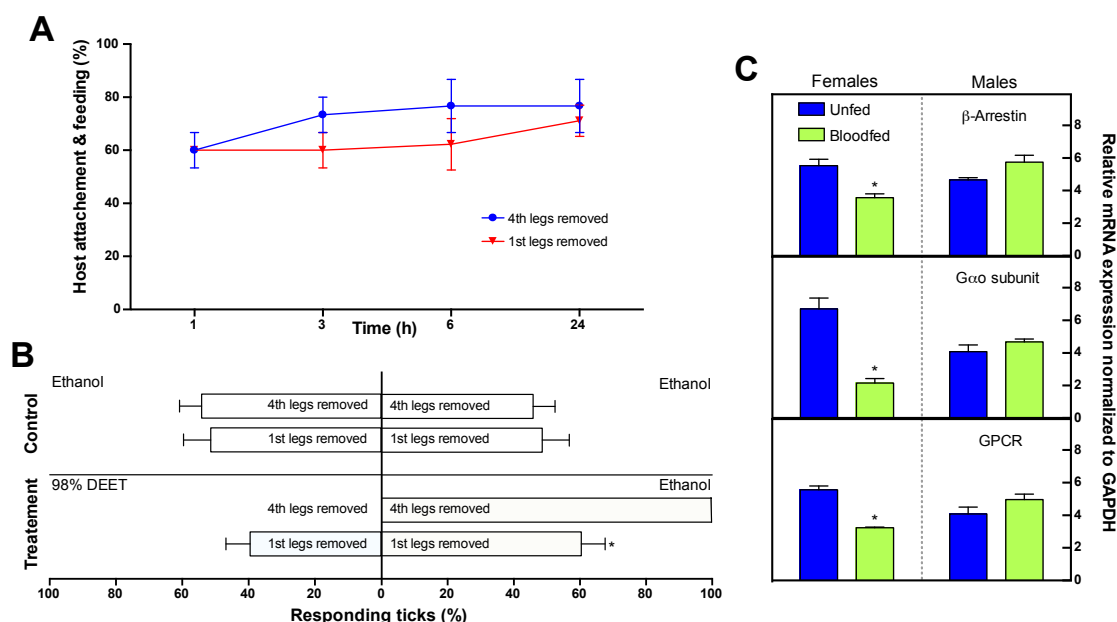 A
Host attachement & feeding (%)
100
80
60
40
20
0
4th legs removed
1st legs removed
1
3
6
24
Time (h)
B
Control
Treatement
Ethanol
Ethanol
4th legs removed
4th legs removed
1st legs removed
1st legs removed
98% DEET
Ethanol
4th legs removed
4th legs removed
1st legs removed
1st legs removed
*
100
80
60
40
20
0
20
40
60
80
100
Responding ticks (%)
C
Females
Males
Unfed
Bloodfed
β-Arrestin
*
8
6
4
2
0
Gαo subunit
*
8
6
4
2
0
GPCR
*
8
6
4
2
0
Relative mRNA expression normalized to GAPDH